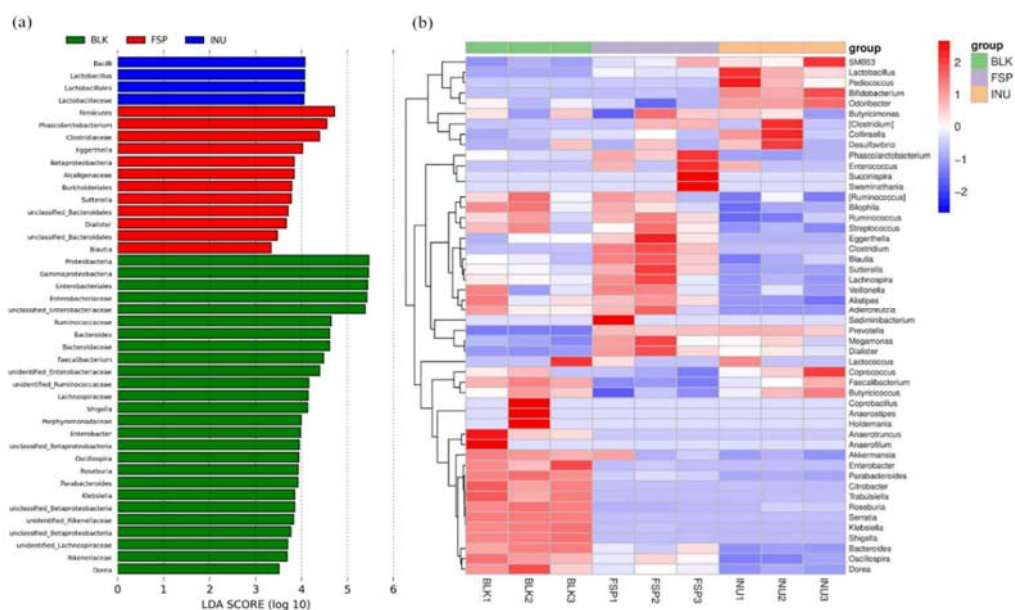 (a)
BLK FSP INU
Bacilli
Lactobacillus
Lactobacillales
Lactobacillaceae
Firmicutes
Phascolarctobacterium
Clostridiaceae
Eggerthella
Betaproteobacteria
Alcaligenaceae
Burkholderiales
Sutterella
unclassified_Bacteroidales
Dialister
unclassified_Bacteroidales
Blautia
Proteobacteria
Gammaproteobacteria
Enterobacteriales
Enterobacteriaceae
unclassified_Enterobacteriaceae
Ruminococcaceae
Bacteroides
Bacteroidaceae
Faecalibacterium
unidentified_Enterobacteriaceae
unidentified_Ruminococcaceae
Lachnospiraceae
Shigella
Porphyromonadaceae
Enterobacter
unclassified_Betaproteobacteria
Oscillospira
Roseburia
Parabacteroides
Klebsiella
unclassified_Betaproteobacteria
unidentified_Rikenellaceae
unclassified_Betaproteobacteria
unidentified_Lachnospiraceae
Rikenellaceae
Dorea
0 1 2 3 4 5 6
LDA SCORE (log 10)
(b)
group
SMB53
Lactobacillus
Pediococcus
Bifidobacterium
Odoribacter
Butyricimonas
[Clostridium]
Collinsella
Desulfovibrio
Phascolarctobacterium
Enterococcus
Succinispira
Swaminathania
[Ruminococcus]
Bilophila
Ruminococcus
Streptococcus
Eggerthella
Clostridium
Blautia
Sutterella
Lachnospira
Veillonella
Alistipes
Adlercreutzia
Sediminibacterium
Prevotella
Megamonas
Dialister
Lactococcus
Coprococcus
Faecalibacterium
Butyricicoccus
Coprobacillus
Anaerostipes
Holdemania
Anaerotruncus
Anaerofilum
Akkermansia
Enterobacter
Parabacteroides
Citrobacter
Trabulsiella
Roseburia
Serratia
Klebsiella
Shigella
Bacteroides
Oscillospira
Dorea
BLK1 BLK2 BLK3 FSP1 FSP2 FSP3 INU1 INU2 INU3
group
BLK
FSP
INU
2
1
0
-1
-2